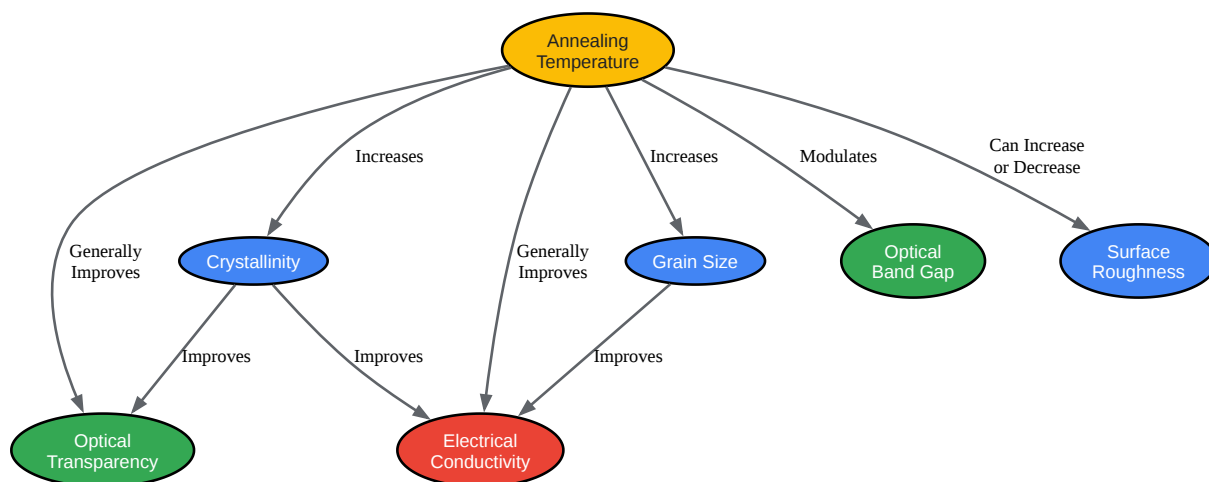 Annealing
Temperature
Increases
Increases
Modulates
Can Increase
or Decrease
Generally
Improves
Crystallinity
Generally
Improves
Grain Size
Optical
Band Gap
Surface
Roughness
Improves
Improves
Improves
Optical
Transparency
Electrical
Conductivity